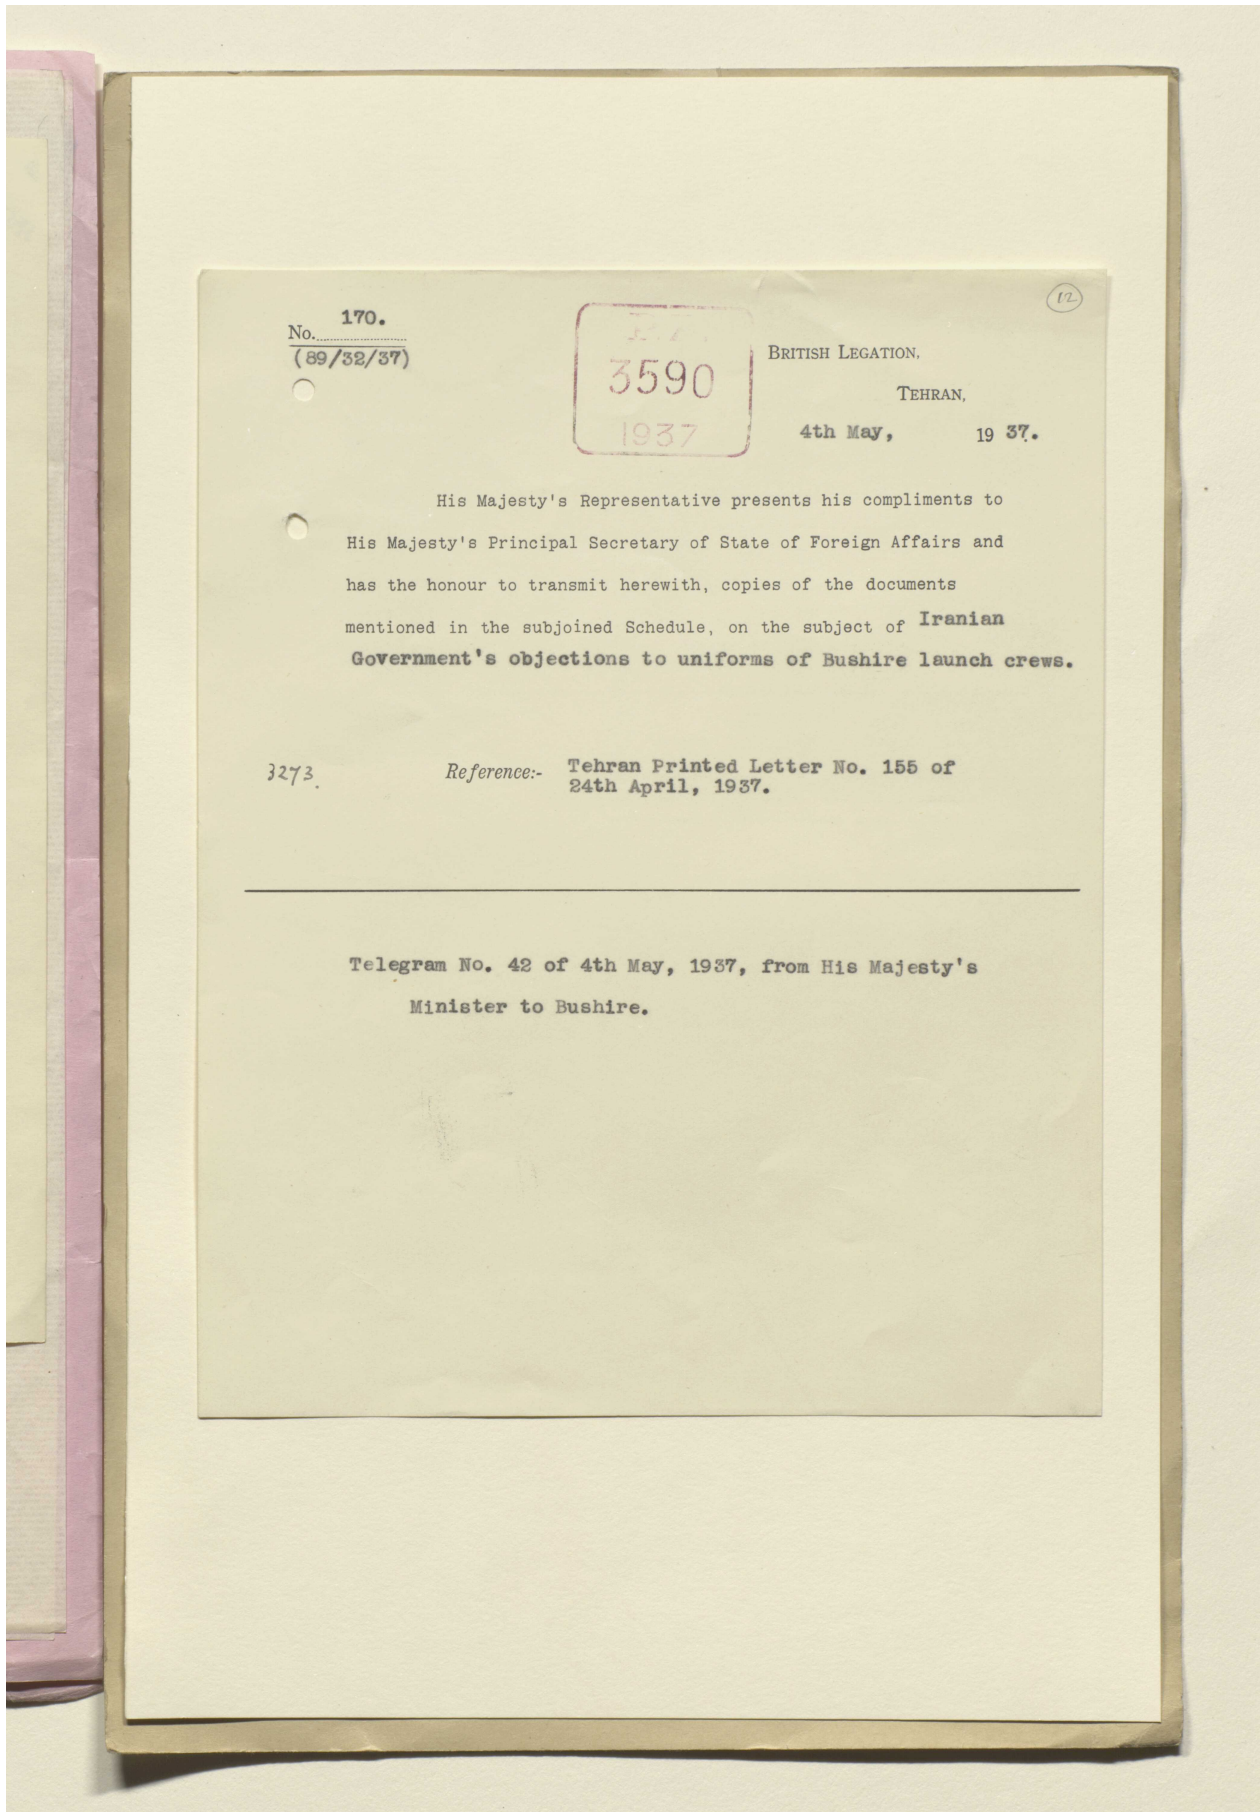 12
170.
No.
(89/32/37)
3590
1937
BRITISH LEGATION,
TEHRAN,
4th May, 1937.
His Majesty's Representative presents his compliments to
His Majesty's Principal Secretary of State of Foreign Affairs and
has the honour to transmit herewith, copies of the documents
mentioned in the subjoined Schedule, on the subject of Iranian
Government's objections to uniforms of Bushire launch crews.
3273.
Reference:- Tehran Printed Letter No. 155 of
24th April, 1937.
Telegram No. 42 of 4th May, 1937, from His Majesty's
Minister to Bushire.